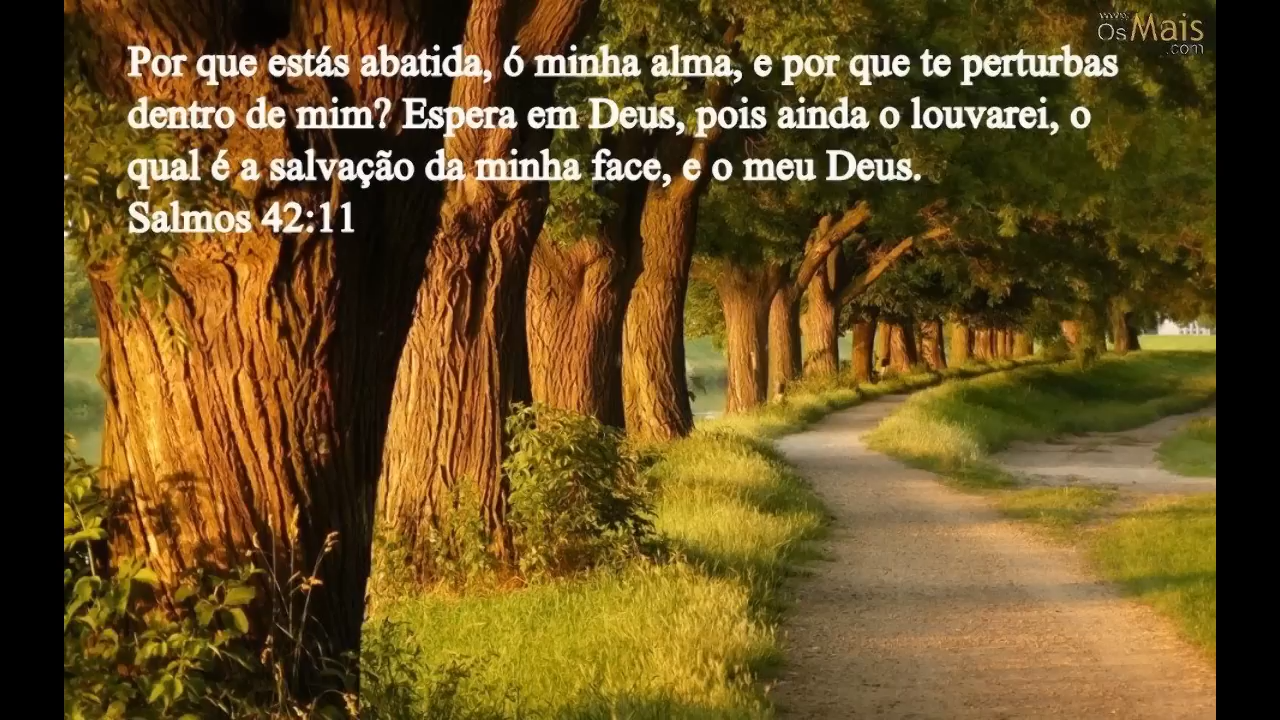 www.
OsMais
.com
Por que estás abatida, ó minha alma, e por que te perturbas
dentro de mim? Espera em Deus, pois ainda o louvarei, o
qual é a salvação da minha face, e o meu Deus.
Salmos 42:11